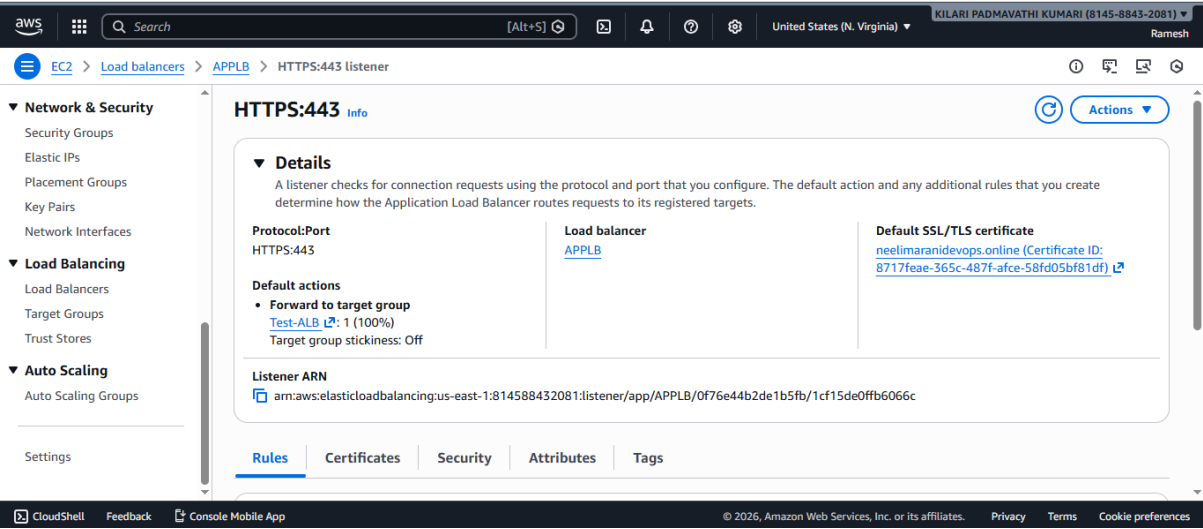 aws
Search [Alt+S]
United States (N. Virginia) ▼
KILARI PADMAVATHI KUMARI (8145-8843-2081) ▼
Ramesh
EC2 > Load balancers > APPLB > HTTPS:443 listener
▼ Network & Security
Security Groups
Elastic IPs
Placement Groups
Key Pairs
Network Interfaces
▼ Load Balancing
Load Balancers
Target Groups
Trust Stores
▼ Auto Scaling
Auto Scaling Groups
Settings
HTTPS:443 Info
Actions ▼
▼ Details
A listener checks for connection requests using the protocol and port that you configure. The default action and any additional rules that you create
determine how the Application Load Balancer routes requests to its registered targets.
Protocol:Port
HTTPS:443
Default actions
• Forward to target group
Test-ALB : 1 (100%)
Target group stickiness: Off
Load balancer
APPLB
Default SSL/TLS certificate
neelimaranidevops.online (Certificate ID:
8717feae-365c-487f-afce-58fd05bf81df)
Listener ARN
arn:aws:elasticloadbalancing:us-east-1:814588432081:listener/app/APPLB/0f76e44b2de1b5fb/1cf15de0ffb6066c
Rules Certificates Security Attributes Tags
CloudShell Feedback Console Mobile App © 2026, Amazon Web Services, Inc. or its affiliates. Privacy Terms Cookie preferences